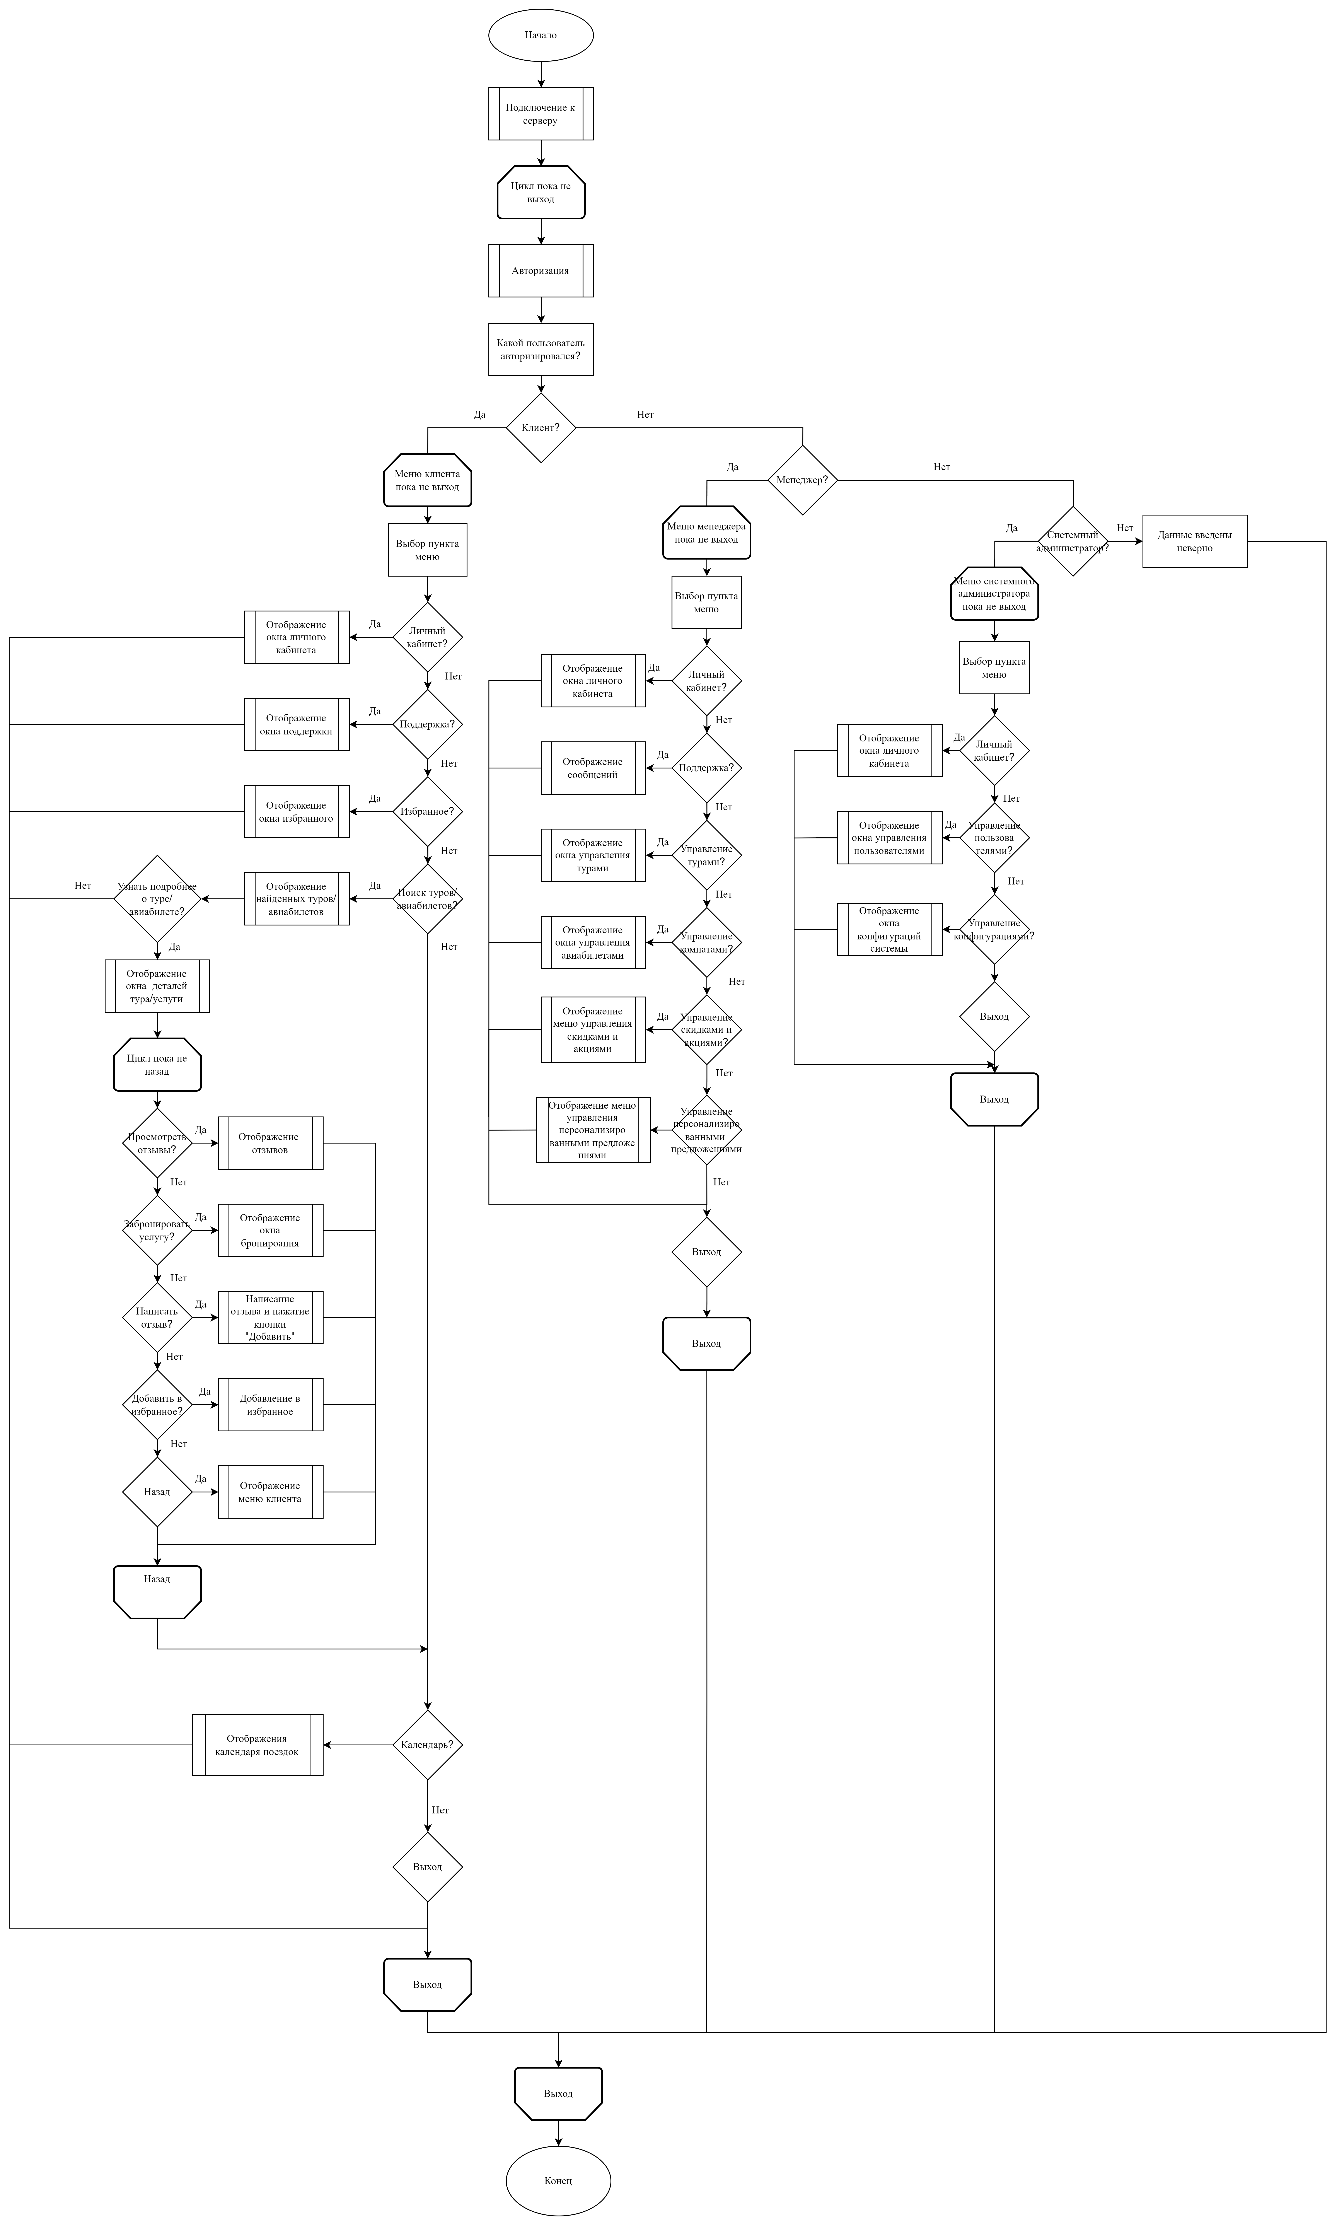 Начало
Подключение к
серверу
Цикл пока не
выход
Авторизация
Какой пользователь
авторизировался?
Клиент?
Да
Нет
Меню клиента
пока не выход
Выбор пункта
меню
Личный
кабинет?
Да
Отображение
окна личного
кабинета
Нет
Поддержка?
Да
Отображение
окна поддержки
Нет
Избранное?
Да
Отображение
окна избранного
Нет
Поиск туров/
авиабилетов?
Да
Отображение
найденных туров/
авиабилетов
Нет
Узнать подробнее
о туре/
авиабилете?
Нет
Да
Отображение
окна деталей
тура/услуги
Цикл пока не
назад
Просмотреть
отзывы?
Да
Отображение
отзывов
Нет
Забронировать
услугу?
Да
Отображение
окна
бронирования
Нет
Написать
отзыв?
Да
Написание
отзыва и нажатие
кнопки
"Добавить"
Нет
Добавить в
избранное?
Да
Добавление в
избранное
Нет
Назад
Да
Отображение
меню клиента
Назад
Календарь?
Отображения
календаря поездок
Нет
Выход
Выход
Менеджер?
Да
Нет
Меню менеджера
пока не выход
Выбор пункта
меню
Личный
кабинет?
Да
Отображение
окна личного
кабинета
Нет
Поддержка?
Да
Отображение
сообщений
Нет
Управление
турами?
Да
Отображение
окна управления
турами
Нет
Управление
комнатами?
Да
Отображение
окна управления
авиабилетами
Нет
Управление
скидками и
акциями?
Да
Отображение
меню управления
скидками и
акциями
Нет
Управление
персонализиро
ванными
предложениями
Отображение меню
управления
персонализиро
ванными предложе
ниями
Нет
Выход
Выход
Системный
администратор?
Да
Нет
Данные введены
неверно
Меню системного
администратора
пока не выход
Выбор пункта
меню
Личный
кабинет?
Да
Отображение
окна личного
кабинета
Нет
Управление
пользова
телями?
Да
Отображение
окна управления
пользователями
Нет
Управление
конфигурациями?
Отображение
окна
конфигураций
системы
Выход
Выход
Выход
Конец